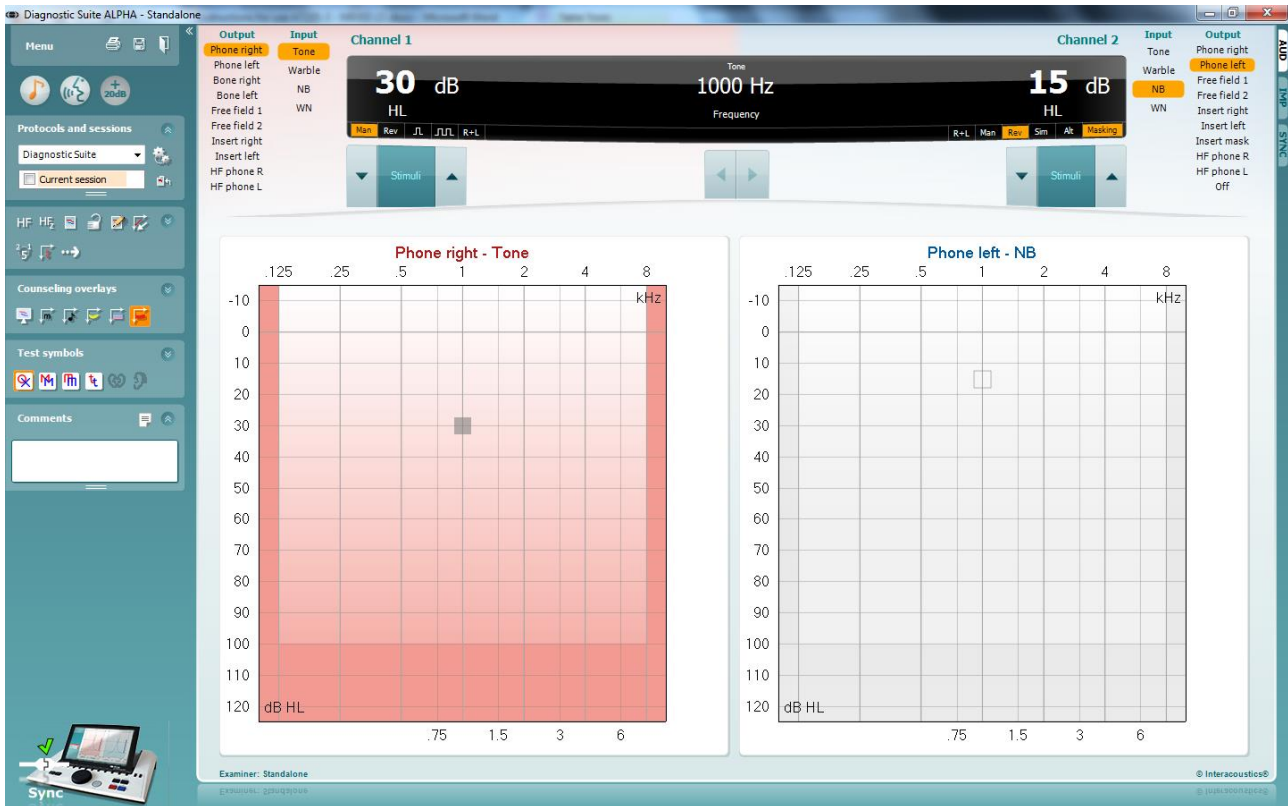 Diagnostic Suite ALPHA - Standalone
Menu
+20dB
Protocols and sessions
Diagnostic Suite
Current session
HF HF2
Counseling overlays
Test symbols
Comments
Sync
Output
Phone right
Phone left
Bone right
Bone left
Free field 1
Free field 2
Insert right
Insert left
HF phone R
HF phone L
Input
Tone
Warble
NB
WN
Channel 1
30 dB
HL
Man Rev R+L
Stimuli
Tone
1000 Hz
Frequency
Channel 2
15 dB
HL
R+L Man Rev Sim Alt Masking
Stimuli
Input
Tone
Warble
NB
WN
Output
Phone right
Phone left
Free field 1
Free field 2
Insert right
Insert left
Insert mask
HF phone R
HF phone L
Off
AUD
IMP
SYNC
Phone right - Tone
.125 .25 .5 1 2 4 8
kHz
-10
0
10
20
30
40
50
60
70
80
90
100
110
120
dB HL
.75 1.5 3 6
Phone left - NB
.125 .25 .5 1 2 4 8
kHz
-10
0
10
20
30
40
50
60
70
80
90
100
110
120
dB HL
.75 1.5 3 6
Examiner: Standalone
© Interacoustics®